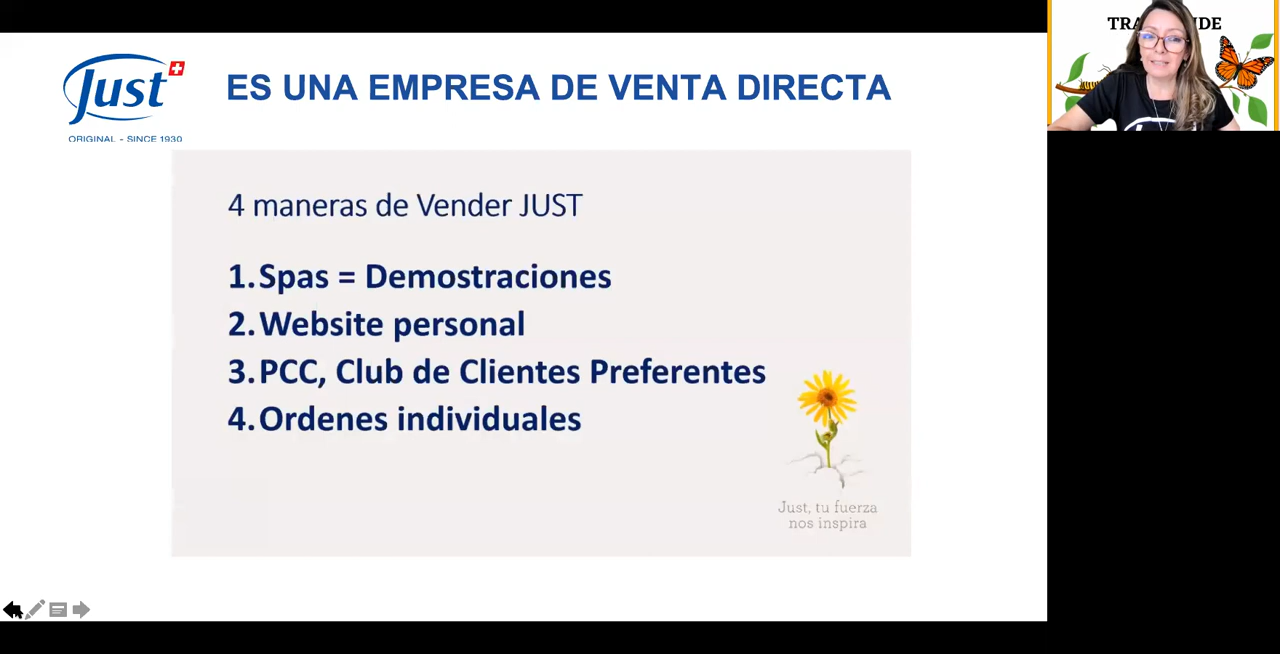 Just
ORIGINAL - SINCE 1930
ES UNA EMPRESA DE VENTA DIRECTA
4 maneras de Vender JUST
1. Spas = Demostraciones
2. Website personal
3. PCC, Club de Clientes Preferentes
4. Ordenes individuales
Just, tu fuerza
nos inspira